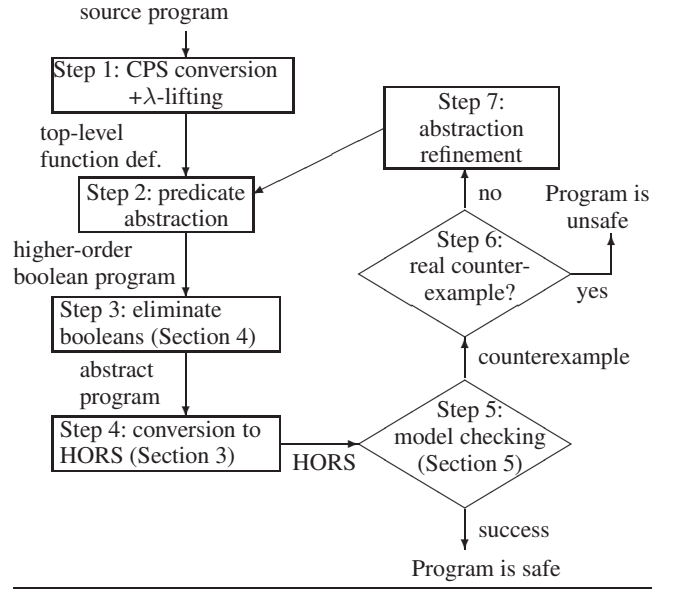 source program
Step 1: CPS conversion
+λ-lifting
top-level
function def.
Step 2: predicate
abstraction
higher-order
boolean program
Step 3: eliminate
booleans (Section 4)
abstract
program
Step 4: conversion to
HORS (Section 3)
HORS
Step 5:
model checking
(Section 5)
success
Program is safe
counterexample
Step 6:
real counter-
example?
yes
Program is
unsafe
no
Step 7:
abstraction
refinement